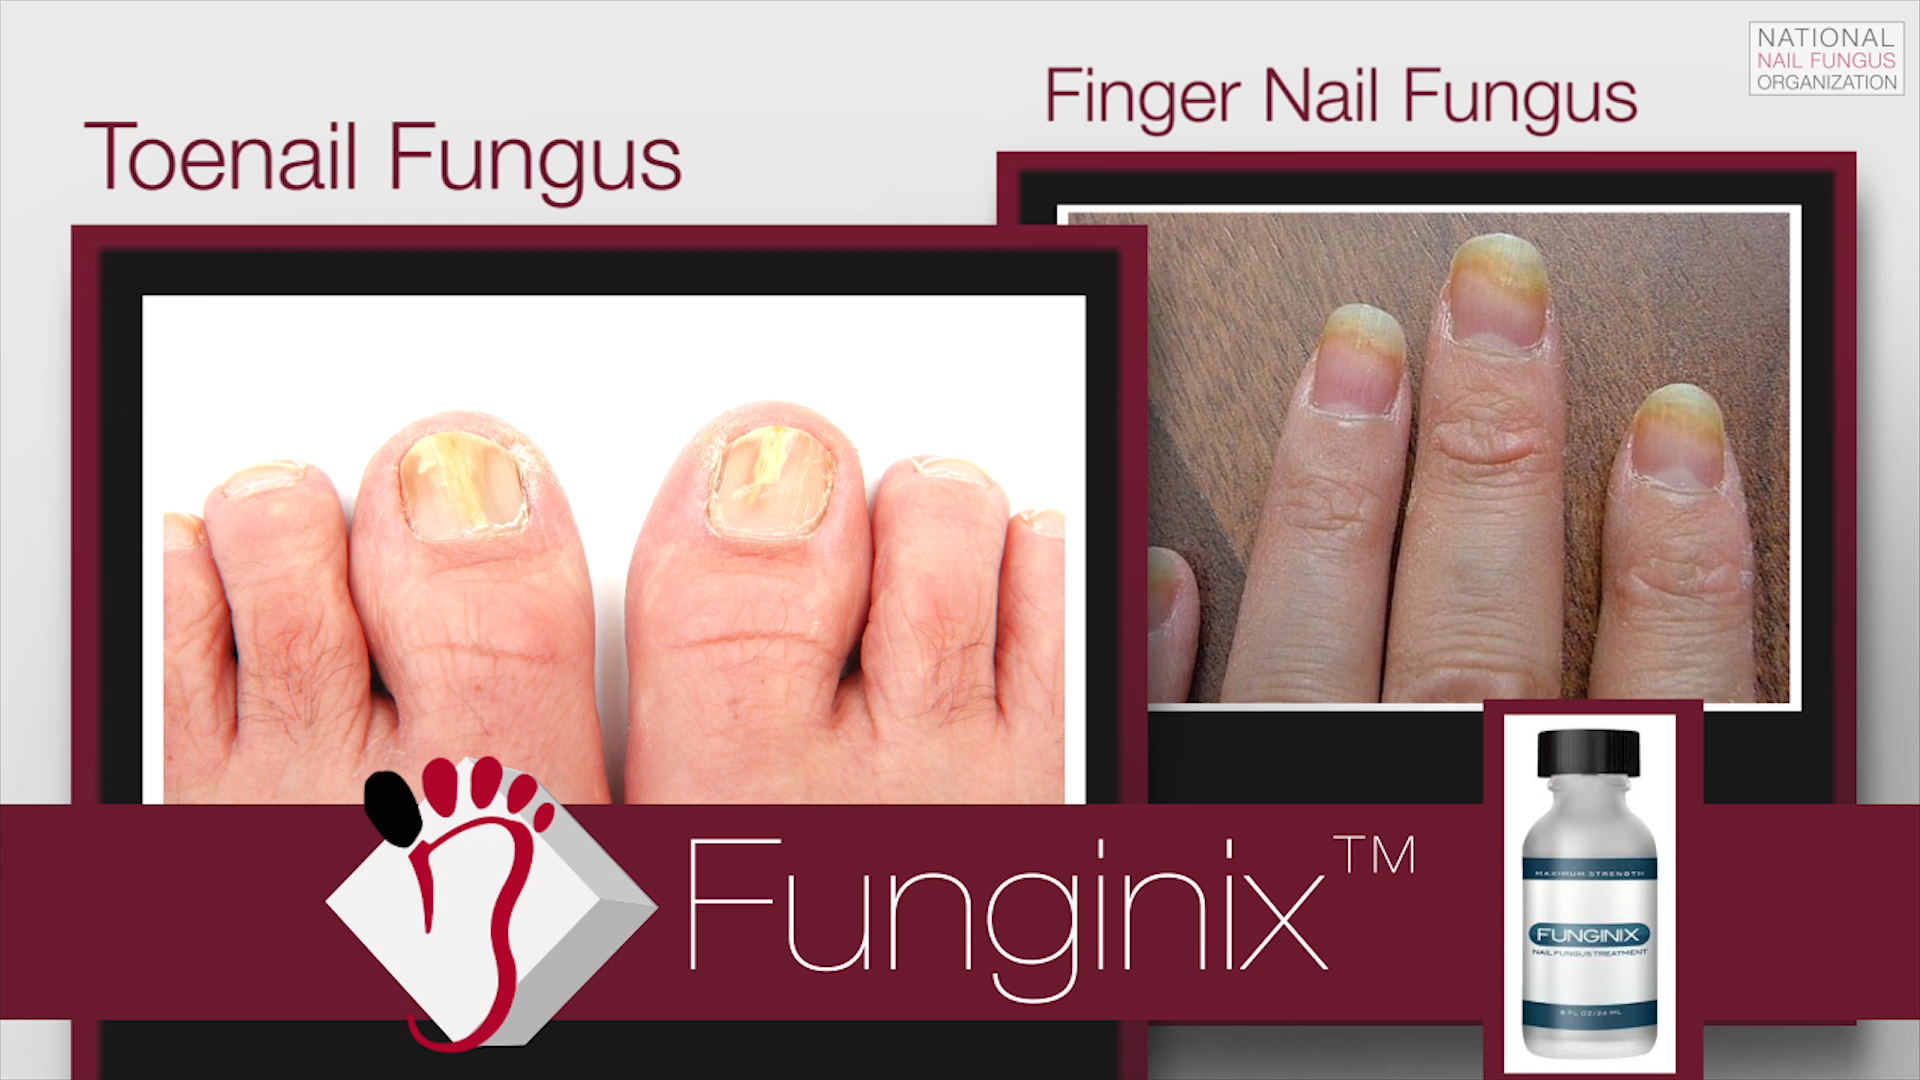 NATIONAL
NAIL FUNGUS
ORGANIZATION
Finger Nail Fungus
Toenail Fungus
Funginix™
MAXIMUM STRENGTH
FUNGINIX
NAIL FUNGUS TREATMENT